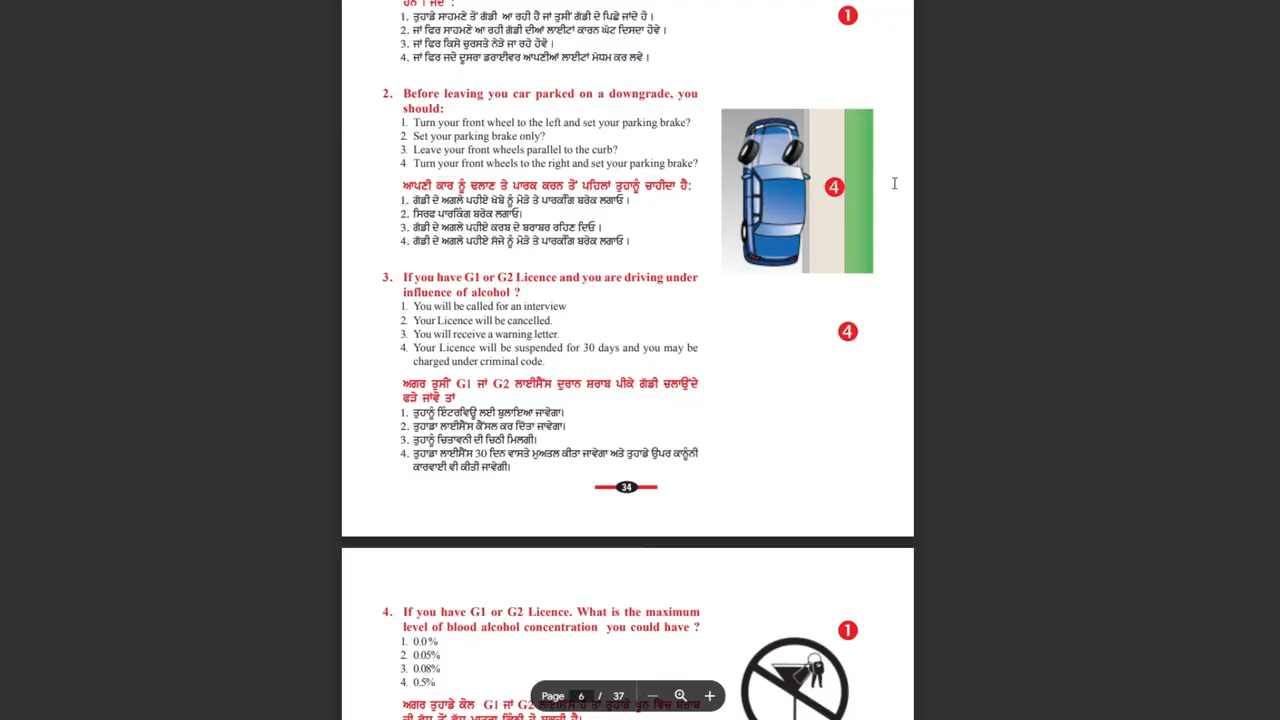 ਹਨ । ਜਦੋਂ :
1. ਤੁਹਾਡੇ ਸਾਹਮਣੇ ਤੋਂ ਗੱਡੀ ਆ ਰਹੀ ਹੈ ਜਾਂ ਤੁਸੀਂ ਗੱਡੀ ਦੇ ਪਿਛੇ ਜਾਂਦੇ ਹੋ ।
1
2. ਜਾਂ ਫਿਰ ਸਾਹਮਣੇ ਆ ਰਹੀ ਗੱਡੀ ਦੀਆਂ ਲਾਈਟਾਂ ਕਾਰਨ ਘੱਟ ਦਿਸਦਾ ਹੋਵੇ ।
3. ਜਾਂ ਫਿਰ ਕਿਸੇ ਚੁਰਸਤੇ ਨੇੜੇ ਜਾ ਰਹੇ ਹੋਵੋ ।
4. ਜਾਂ ਫਿਰ ਜਦੋ ਦੂਸਰਾ ਡਰਾਈਵਰ ਆਪਣੀਆਂ ਲਾਈਟਾਂ ਮੱਧਮ ਕਰ ਲਵੇ ।
2. Before leaving you car parked on a downgrade, you
should:
1. Turn your front wheel to the left and set your parking brake?
2. Set your parking brake only?
3. Leave your front wheels parallel to the curb?
4 Turn your front wheels to the right and set your parking brake?
4
ਆਪਣੀ ਕਾਰ ਨੂੰ ਢਲਾਣ ਤੇ ਪਾਰਕ ਕਰਨ ਤੋਂ ਪਹਿਲਾਂ ਤੁਹਾਨੂੰ ਚਾਹੀਦਾ ਹੈ:
1. ਗੱਡੀ ਦੇ ਅਗਲੇ ਪਹੀਏ ਖੱਬੇ ਨੂੰ ਮੋੜੋ ਤੇ ਪਾਰਕਿੰਗ ਬਰੇਕ ਲਗਾਓ ।
2. ਸਿਰਫ ਪਾਰਕਿੰਗ ਬਰੇਕ ਲਗਾਓ।
3. ਗੱਡੀ ਦੇ ਅਗਲੇ ਪਹੀਏ ਕਰਬ ਦੇ ਬਰਾਬਰ ਰਹਿਣ ਦਿਓ ।
4. ਗੱਡੀ ਦੇ ਅਗਲੇ ਪਹੀਏ ਸੱਜੇ ਨੂੰ ਮੋੜੋ ਤੇ ਪਾਰਕਿੰਗ ਬਰੇਕ ਲਗਾਓ ।
3. If you have G1 or G2 Licence and you are driving under
influence of alcohol ?
1. You will be called for an interview
2. Your Licence will be cancelled.
3. You will receive a warning letter.
4
4. Your Licence will be suspended for 30 days and you may be
charged under criminal code.
ਅਗਰ ਤੁਸੀਂ G1 ਜਾਂ G2 ਲਾਈਸੈਂਸ ਦੁਰਾਨ ਸ਼ਰਾਬ ਪੀਕੇ ਗੱਡੀ ਚਲਾਉਂਦੇ
ਫੜੇ ਜਾਂਵੋ ਤਾਂ
1. ਤੁਹਾਨੂੰ ਇੰਟਰਵਿਊ ਲਈ ਬੁਲਾਇਆ ਜਾਵੇਗਾ।
2. ਤੁਹਾਡਾ ਲਾਈਸੈਂਸ ਕੈਂਸਲ ਕਰ ਦਿੱਤਾ ਜਾਵੇਗਾ।
3. ਤੁਹਾਨੂੰ ਚਿਤਾਵਨੀ ਦੀ ਚਿਠੀ ਮਿਲਗੀ।
4. ਤੁਹਾਡਾ ਲਾਈਸੈਂਸ 30 ਦਿਨ ਵਾਸਤੇ ਮੁਅਤਲ ਕੀਤਾ ਜਾਵੇਗਾ ਅਤੇ ਤੁਹਾਡੇ ਉਪਰ ਕਾਨੂੰਨੀ
ਕਾਰਵਾਈ ਵੀ ਕੀਤੀ ਜਾਵੇਗੀ।
34
4. If you have G1 or G2 Licence. What is the maximum
level of blood alcohol concentration you could have ?
1
1. 0.0%
2. 0.05%
3. 0.08%
4. 0.5%
Page 6 / 37
ਅਗਰ ਤੁਹਾਡੇ ਕੋਲ G1 ਜਾਂ G2